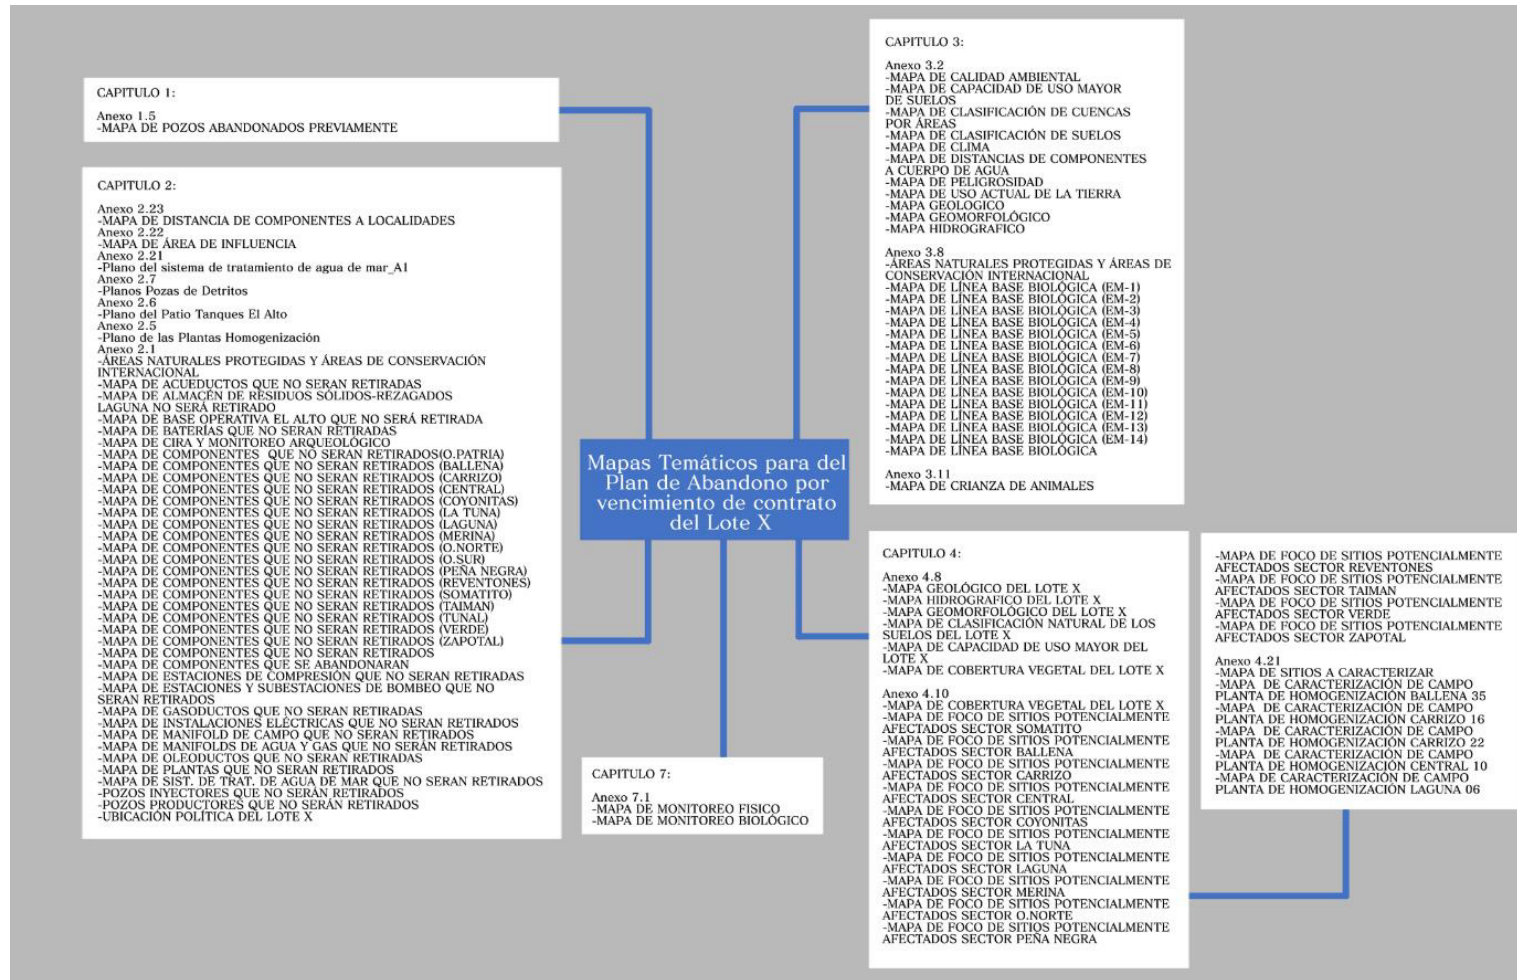 CAPITULO 1:
Anexo 1.5
-MAPA DE POZOS ABANDONADOS PREVIAMENTE
CAPITULO 2:
Anexo 2.23
-MAPA DE DISTANCIA DE COMPONENTES A LOCALIDADES
Anexo 2.22
-MAPA DE ÁREA DE INFLUENCIA
Anexo 2.21
-Plano del sistema de tratamiento de agua de mar_A1
Anexo 2.7
-Planos Pozas de Detritos
Anexo 2.6
-Plano del Patio Tanques El Alto
Anexo 2.5
-Plano de las Plantas Homogenización
Anexo 2.1
-ÁREAS NATURALES PROTEGIDAS Y ÁREAS DE CONSERVACIÓN
INTERNACIONAL
-MAPA DE ACUEDUCTOS QUE NO SERAN RETIRADAS
-MAPA DE ALMACÉN DE RESIDUOS SÓLIDOS-REZAGADOS
LAGUNA NO SERÁ RETIRADO
-MAPA DE BASE OPERATIVA EL ALTO QUE NO SERÁ RETIRADA
-MAPA DE BATERÍAS QUE NO SERAN RETIRADAS
-MAPA DE CIRA Y MONITOREO ARQUEOLÓGICO
-MAPA DE COMPONENTES  QUE NO SERAN RETIRADOS(O.PATRIA)
-MAPA DE COMPONENTES QUE NO SERAN RETIRADOS (BALLENA)
-MAPA DE COMPONENTES QUE NO SERAN RETIRADOS (CARRIZO)
-MAPA DE COMPONENTES QUE NO SERAN RETIRADOS (CENTRAL)
-MAPA DE COMPONENTES QUE NO SERAN RETIRADOS (COYONITAS)
-MAPA DE COMPONENTES QUE NO SERAN RETIRADOS (LA TUNA)
-MAPA DE COMPONENTES QUE NO SERAN RETIRADOS (LAGUNA)
-MAPA DE COMPONENTES QUE NO SERAN RETIRADOS (MERINA)
-MAPA DE COMPONENTES QUE NO SERAN RETIRADOS (O.NORTE)
-MAPA DE COMPONENTES QUE NO SERAN RETIRADOS (O.SUR)
-MAPA DE COMPONENTES QUE NO SERAN RETIRADOS (PEÑA NEGRA)
-MAPA DE COMPONENTES QUE NO SERAN RETIRADOS (REVENTONES)
-MAPA DE COMPONENTES QUE NO SERAN RETIRADOS (SOMATITO)
-MAPA DE COMPONENTES QUE NO SERAN RETIRADOS (TAIMAN)
-MAPA DE COMPONENTES QUE NO SERAN RETIRADOS (TUNAL)
-MAPA DE COMPONENTES QUE NO SERAN RETIRADOS (VERDE)
-MAPA DE COMPONENTES QUE NO SERAN RETIRADOS (ZAPOTAL)
-MAPA DE COMPONENTES QUE NO SERAN RETIRADOS
-MAPA DE COMPONENTES QUE SE ABANDONARAN
-MAPA DE ESTACIONES DE COMPRESIÓN QUE NO SERAN RETIRADAS
-MAPA DE ESTACIONES Y SUBESTACIONES DE BOMBEO QUE NO
SERAN RETIRADOS
-MAPA DE GASODUCTOS QUE NO SERAN RETIRADAS
-MAPA DE INSTALACIONES ELÉCTRICAS QUE NO SERAN RETIRADOS
-MAPA DE MANIFOLD DE CAMPO QUE NO SERAN RETIRADOS
-MAPA DE MANIFOLDS DE AGUA Y GAS QUE NO SERÁN RETIRADOS
-MAPA DE OLEODUCTOS QUE NO SERAN RETIRADAS
-MAPA DE PLANTAS QUE NO SERAN RETIRADOS
-MAPA DE SIST. DE TRAT. DE AGUA DE MAR QUE NO SERAN RETIRADOS
-POZOS INYECTORES QUE NO SERÁN RETIRADOS
-POZOS PRODUCTORES QUE NO SERÁN RETIRADOS
-UBICACIÓN POLÍTICA DEL LOTE X
Mapas Temáticos para del
Plan de Abandono por
vencimiento de contrato
del Lote X
CAPITULO 7:
Anexo 7.1
-MAPA DE MONITOREO FISICO
-MAPA DE MONITOREO BIOLÓGICO
CAPITULO 3:
Anexo 3.2
-MAPA DE CALIDAD AMBIENTAL
-MAPA DE CAPACIDAD DE USO MAYOR
DE SUELOS
-MAPA DE CLASIFICACIÓN DE CUENCAS
POR ÁREAS
-MAPA DE CLASIFICACIÓN DE SUELOS
-MAPA DE CLIMA
-MAPA DE DISTANCIAS DE COMPONENTES
A CUERPO DE AGUA
-MAPA DE PELIGROSIDAD
-MAPA DE USO ACTUAL DE LA TIERRA
-MAPA GEOLOGICO
-MAPA GEOMORFOLÓGICO
-MAPA HIDROGRAFICO
Anexo 3.8
-ÁREAS NATURALES PROTEGIDAS Y ÁREAS DE
CONSERVACIÓN INTERNACIONAL
-MAPA DE LÍNEA BASE BIOLÓGICA (EM-1)
-MAPA DE LÍNEA BASE BIOLÓGICA (EM-2)
-MAPA DE LÍNEA BASE BIOLÓGICA (EM-3)
-MAPA DE LÍNEA BASE BIOLÓGICA (EM-4)
-MAPA DE LÍNEA BASE BIOLÓGICA (EM-5)
-MAPA DE LÍNEA BASE BIOLÓGICA (EM-6)
-MAPA DE LÍNEA BASE BIOLÓGICA (EM-7)
-MAPA DE LÍNEA BASE BIOLÓGICA (EM-8)
-MAPA DE LÍNEA BASE BIOLÓGICA (EM-9)
-MAPA DE LÍNEA BASE BIOLÓGICA (EM-10)
-MAPA DE LÍNEA BASE BIOLÓGICA (EM-11)
-MAPA DE LÍNEA BASE BIOLÓGICA (EM-12)
-MAPA DE LÍNEA BASE BIOLÓGICA (EM-13)
-MAPA DE LÍNEA BASE BIOLÓGICA (EM-14)
-MAPA DE LÍNEA BASE BIOLÓGICA
Anexo 3.11
-MAPA DE CRIANZA DE ANIMALES
CAPITULO 4:
Anexo 4.8
-MAPA GEOLÓGICO DEL LOTE X
-MAPA HIDROGRAFICO DEL LOTE X
-MAPA GEOMORFOLÓGICO DEL LOTE X
-MAPA DE CLASIFICACIÓN NATURAL DE LOS
SUELOS DEL LOTE X
-MAPA DE CAPACIDAD DE USO MAYOR DEL
LOTE X
-MAPA DE COBERTURA VEGETAL DEL LOTE X
Anexo 4.10
-MAPA DE COBERTURA VEGETAL DEL LOTE X
-MAPA DE FOCO DE SITIOS POTENCIALMENTE
AFECTADOS SECTOR SOMATITO
-MAPA DE FOCO DE SITIOS POTENCIALMENTE
AFECTADOS SECTOR BALLENA
-MAPA DE FOCO DE SITIOS POTENCIALMENTE
AFECTADOS SECTOR CARRIZO
-MAPA DE FOCO DE SITIOS POTENCIALMENTE
AFECTADOS SECTOR CENTRAL
-MAPA DE FOCO DE SITIOS POTENCIALMENTE
AFECTADOS SECTOR COYONITAS
-MAPA DE FOCO DE SITIOS POTENCIALMENTE
AFECTADOS SECTOR LA TUNA
-MAPA DE FOCO DE SITIOS POTENCIALMENTE
AFECTADOS SECTOR LAGUNA
-MAPA DE FOCO DE SITIOS POTENCIALMENTE
AFECTADOS SECTOR MERINA
-MAPA DE FOCO DE SITIOS POTENCIALMENTE
AFECTADOS SECTOR O.NORTE
-MAPA DE FOCO DE SITIOS POTENCIALMENTE
AFECTADOS SECTOR PEÑA NEGRA
-MAPA DE FOCO DE SITIOS POTENCIALMENTE
AFECTADOS SECTOR REVENTONES
-MAPA DE FOCO DE SITIOS POTENCIALMENTE
AFECTADOS SECTOR TAIMAN
-MAPA DE FOCO DE SITIOS POTENCIALMENTE
AFECTADOS SECTOR VERDE
-MAPA DE FOCO DE SITIOS POTENCIALMENTE
AFECTADOS SECTOR ZAPOTAL
Anexo 4.21
-MAPA DE SITIOS A CARACTERIZAR
-MAPA  DE CARACTERIZACIÓN DE CAMPO
PLANTA DE HOMOGENIZACIÓN BALLENA 35
-MAPA  DE CARACTERIZACIÓN DE CAMPO
PLANTA DE HOMOGENIZACIÓN CARRIZO 16
-MAPA  DE CARACTERIZACIÓN DE CAMPO
PLANTA DE HOMOGENIZACIÓN CARRIZO 22
-MAPA  DE CARACTERIZACIÓN DE CAMPO
PLANTA DE HOMOGENIZACIÓN CENTRAL 10
-MAPA DE CARACTERIZACIÓN DE CAMPO
PLANTA DE HOMOGENIZACIÓN LAGUNA 06